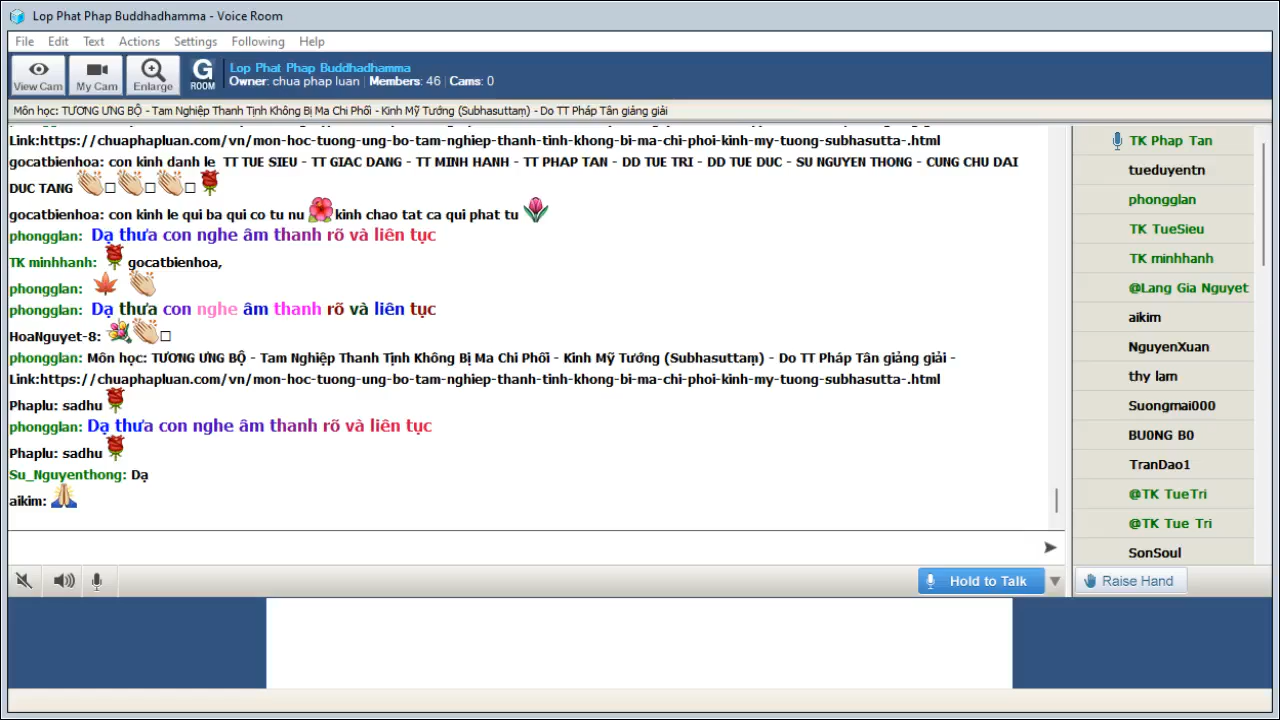 Lop Phat Phap Buddhadhamma - Voice Room
File Edit Text Actions Settings Following Help
View Cam My Cam Enlarge G ROOM Lop Phat Phap Buddhadhamma
Owner: chua phap luan | Members: 46 | Cams: 0
Môn học: TƯƠNG ƯNG BỘ - Tam Nghiệp Thanh Tịnh Không Bị Ma Chi Phối - Kinh Mỹ Tướng (Subhasuttaṃ) - Do TT Pháp Tân giảng giải
Link:https://chuaphapluan.com/vn/mon-hoc-tuong-ung-bo-tam-nghiep-thanh-tinh-khong-bi-ma-chi-phoi-kinh-my-tuong-subhasutta-.html
gocatbienhoa: con kinh danh le TT TUE SIEU - TT GIAC DANG - TT MINH HANH - TT PHAP TAN - DD TUE TRI - DD TUE DUC - SU NGUYEN THONG - CUNG CHU DAI
DUC TANG 👏□👏□👏□🌹
gocatbienhoa: con kinh le qui ba qui co tu nu 🌺 kinh chao tat ca qui phat tu 🌷
phongglan: Dạ thưa con nghe âm thanh rõ và liên tục
TK minhhanh: 🌹 gocatbienhoa,
phongglan: 🍁 👏
phongglan: Dạ thưa con nghe âm thanh rõ và liên tục
HoaNguyet-8: 💐👏□
phongglan: Môn học: TƯƠNG ƯNG BỘ - Tam Nghiệp Thanh Tịnh Không Bị Ma Chi Phối - Kinh Mỹ Tướng (Subhasuttaṃ) - Do TT Pháp Tân giảng giải -
Link:https://chuaphapluan.com/vn/mon-hoc-tuong-ung-bo-tam-nghiep-thanh-tinh-khong-bi-ma-chi-phoi-kinh-my-tuong-subhasutta-.html
Phaplu: sadhu 🌹
phongglan: Dạ thưa con nghe âm thanh rõ và liên tục
Phaplu: sadhu 🌹
Su_Nguyenthong: Dạ
aikim: 🙏
TK Phap Tan
tueduyentn
phongglan
TK TueSieu
TK minhhanh
@Lang Gia Nguyet
aikim
NguyenXuan
thy lam
Suongmai000
BU0NG B0
TranDao1
@TK TueTri
@TK Tue Tri
SonSoul
Hold to Talk
Raise Hand